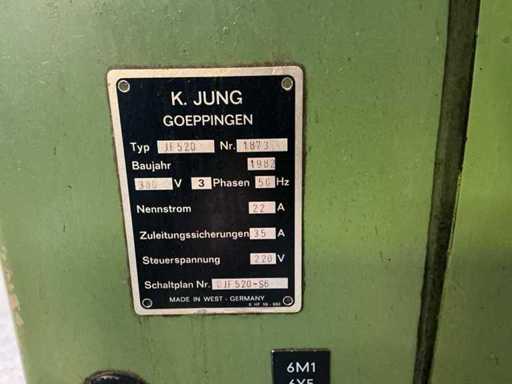 K. JUNG
GOEPPINGEN
Typ JF520 Nr. 1873
Baujahr 1982
380 V 3 Phasen 50 Hz
Nennstrom 22 A
Zuleitungssicherungen 35 A
Steuerspannung 220 V
Schaltplan Nr. JF520-S6
MADE IN WEST - GERMANY
6M1
6Y5